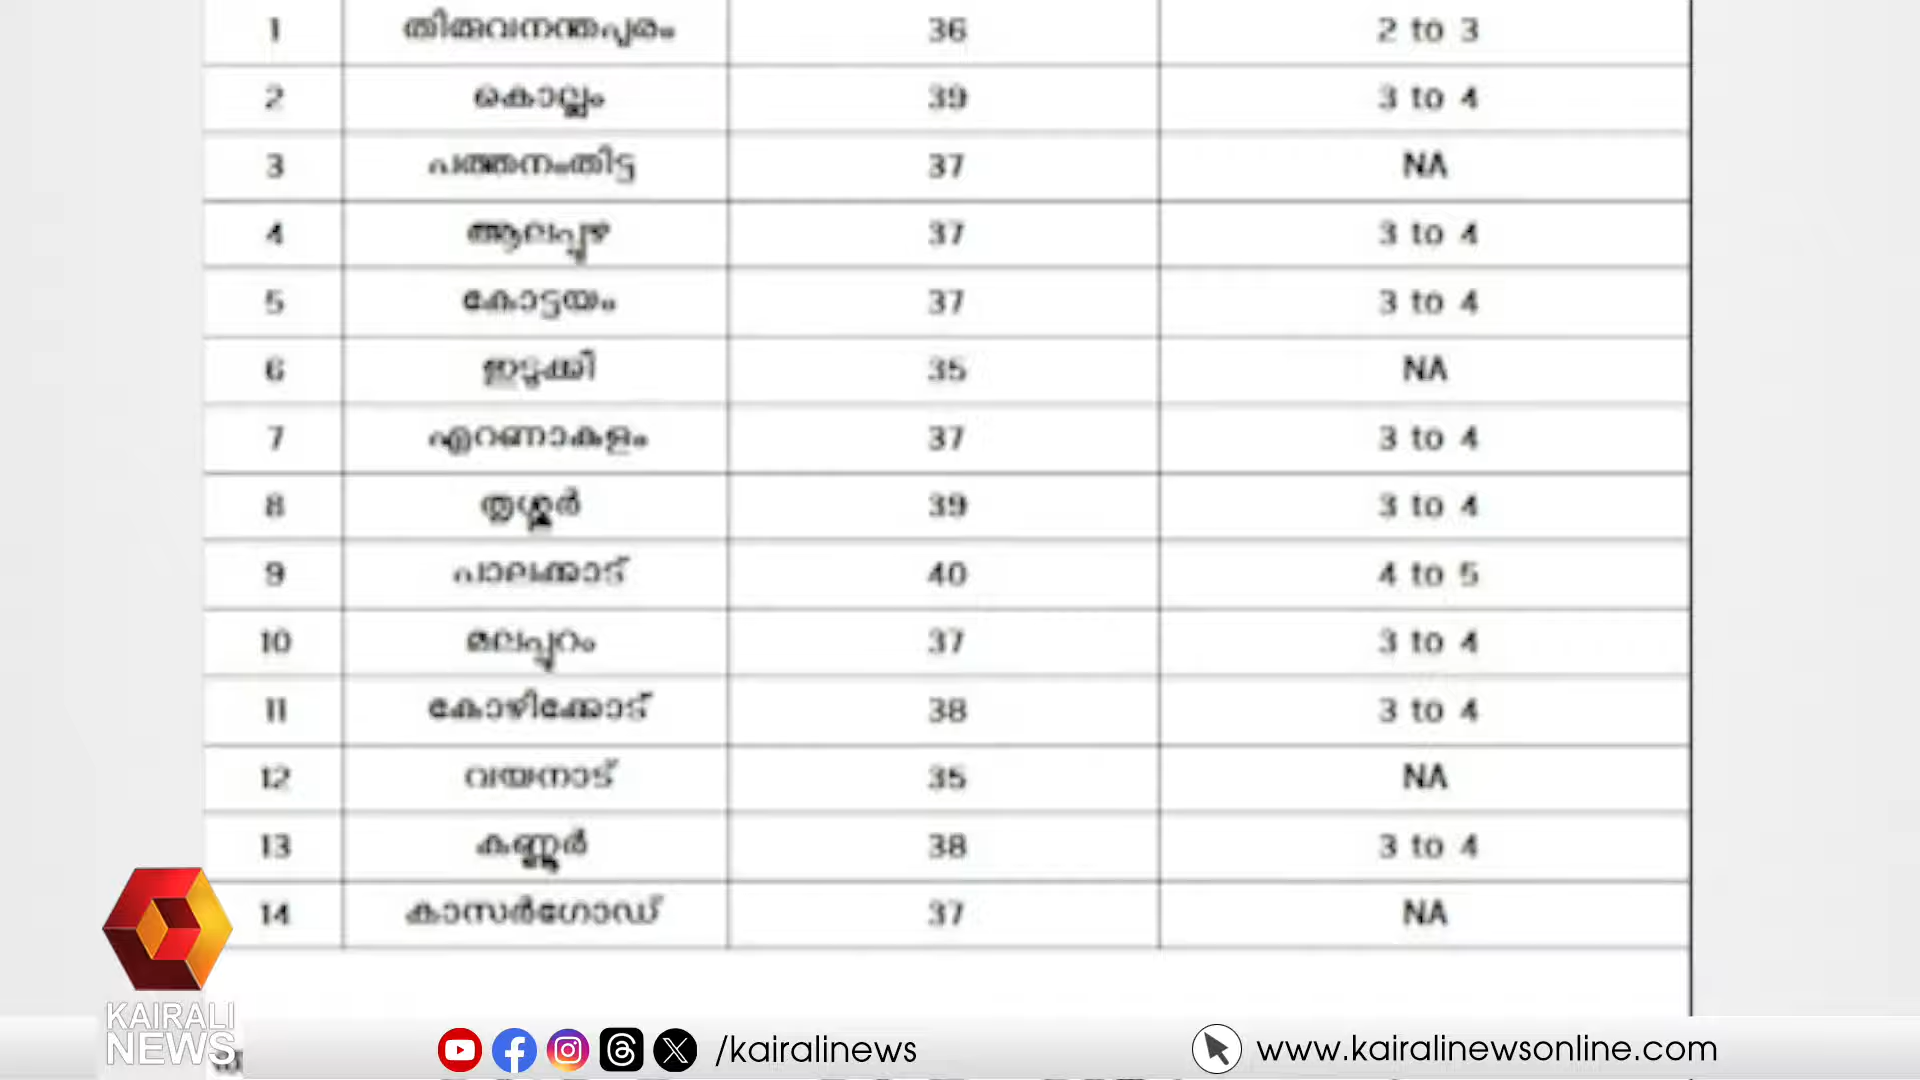 1 തിരുവനന്തപുരം 36 2 to 3
2 കൊല്ലം 39 3 to 4
3 പത്തനംതിട്ട 37 NA
4 ആലപ്പുഴ 37 3 to 4
5 കോട്ടയം 37 3 to 4
6 ഇടുക്കി 35 NA
7 എറണാകുളം 37 3 to 4
8 തൃശ്ശൂർ 39 3 to 4
9 പാലക്കാട് 40 4 to 5
10 മലപ്പുറം 37 3 to 4
11 കോഴിക്കോട് 38 3 to 4
12 വയനാട് 35 NA
13 കണ്ണൂർ 38 3 to 4
14 കാസർഗോഡ് 37 NA
KAIRALI
NEWS
/kairalinews
www.kairalinewsonline.com